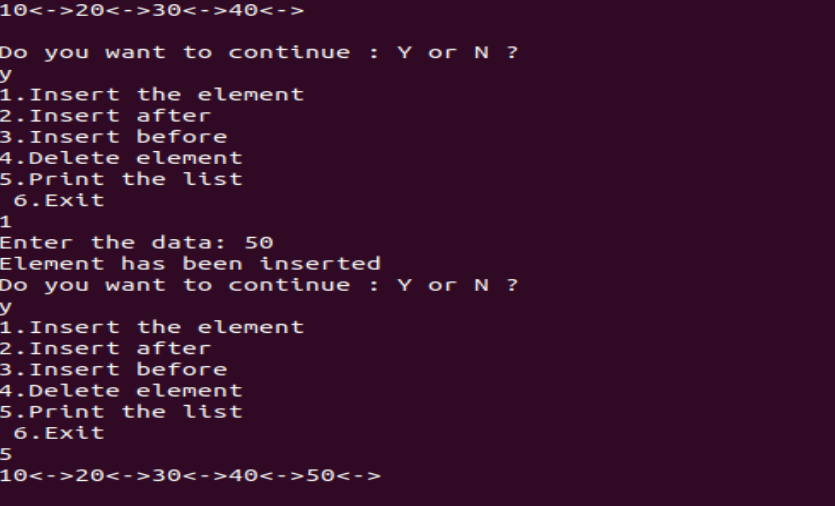 10<->20<->30<->40<->
Do you want to continue : Y or N ?
y
1.Insert the element
2.Insert after
3.Insert before
4.Delete element
5.Print the list
 6.Exit
1
Enter the data: 50
Element has been inserted
Do you want to continue : Y or N ?
y
1.Insert the element
2.Insert after
3.Insert before
4.Delete element
5.Print the list
 6.Exit
5
10<->20<->30<->40<->50<->